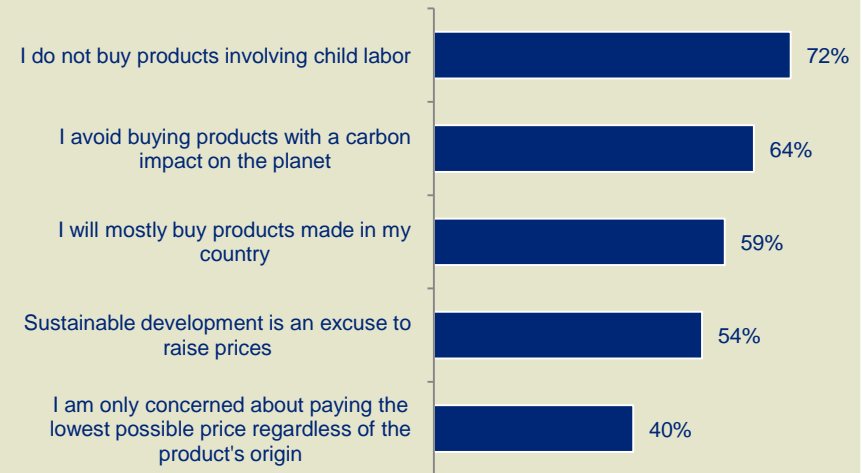 I do not buy products involving child labor
72%
I avoid buying products with a carbon
impact on the planet
64%
I will mostly buy products made in my
country
59%
Sustainable development is an excuse to
raise prices
54%
I am only concerned about paying the
lowest possible price regardless of the
product's origin
40%